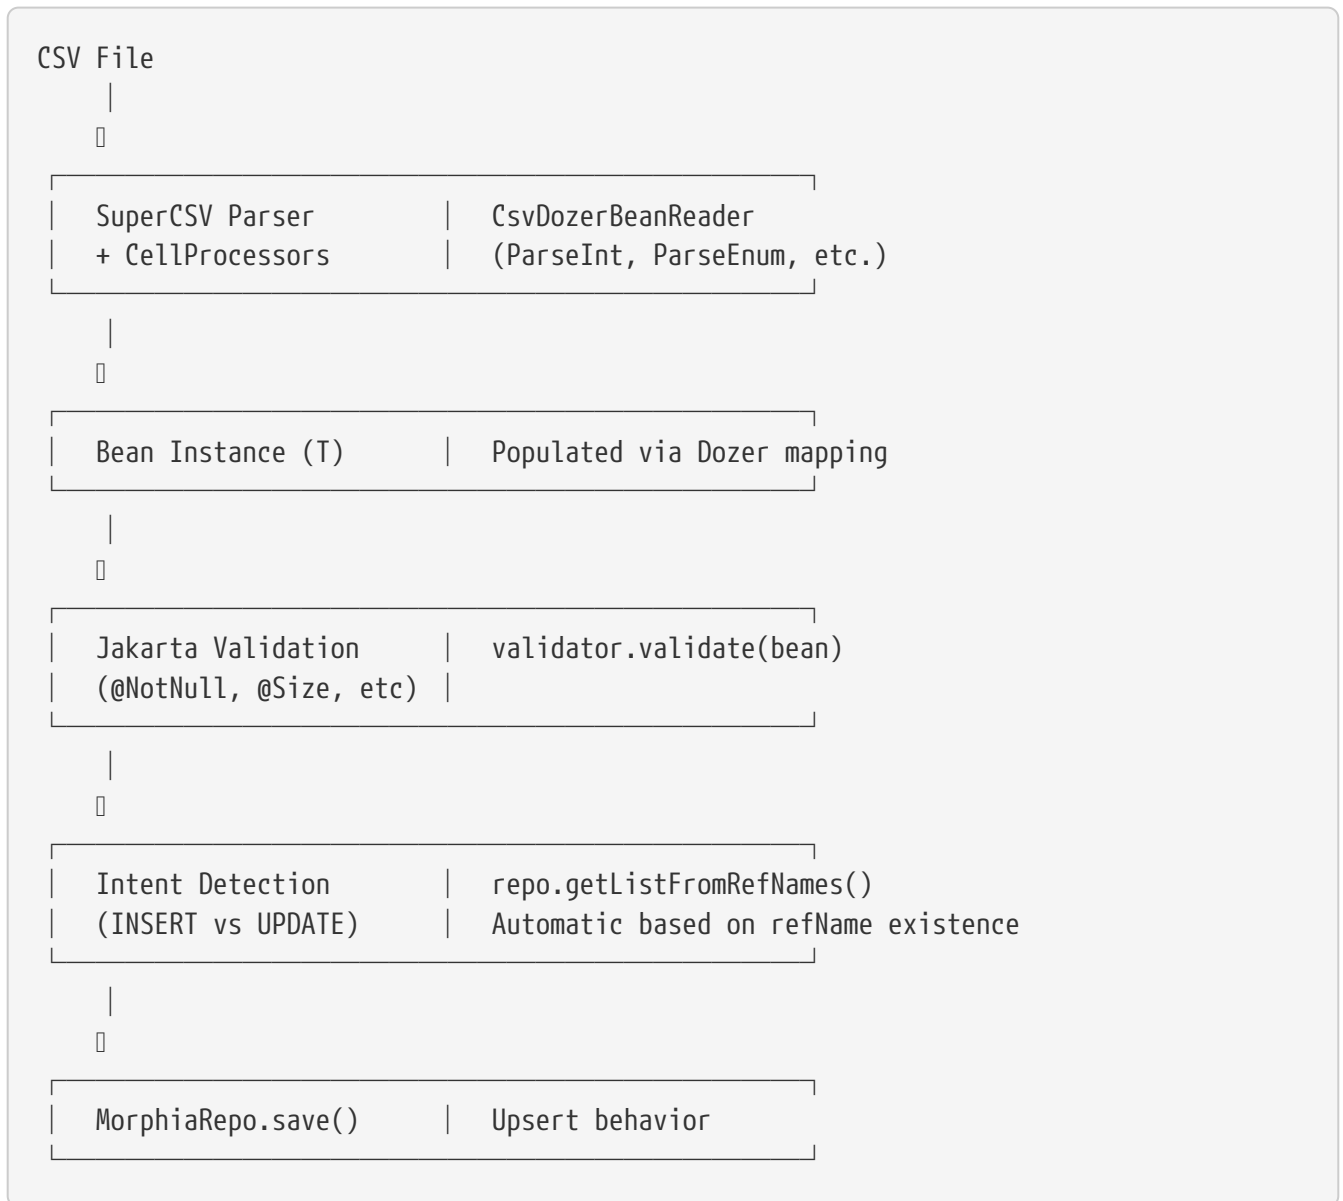 CSV File
SuperCSV Parser │ CsvDozerBeanReader
+ CellProcessors │ (ParseInt, ParseEnum, etc.)
Bean Instance (T) │ Populated via Dozer mapping
Jakarta Validation │ validator.validate(bean)
(@NotNull, @Size, etc) │
Intent Detection │ repo.getListFromRefNames()
(INSERT vs UPDATE) │ Automatic based on refName existence
MorphiaRepo.save() │ Upsert behavior